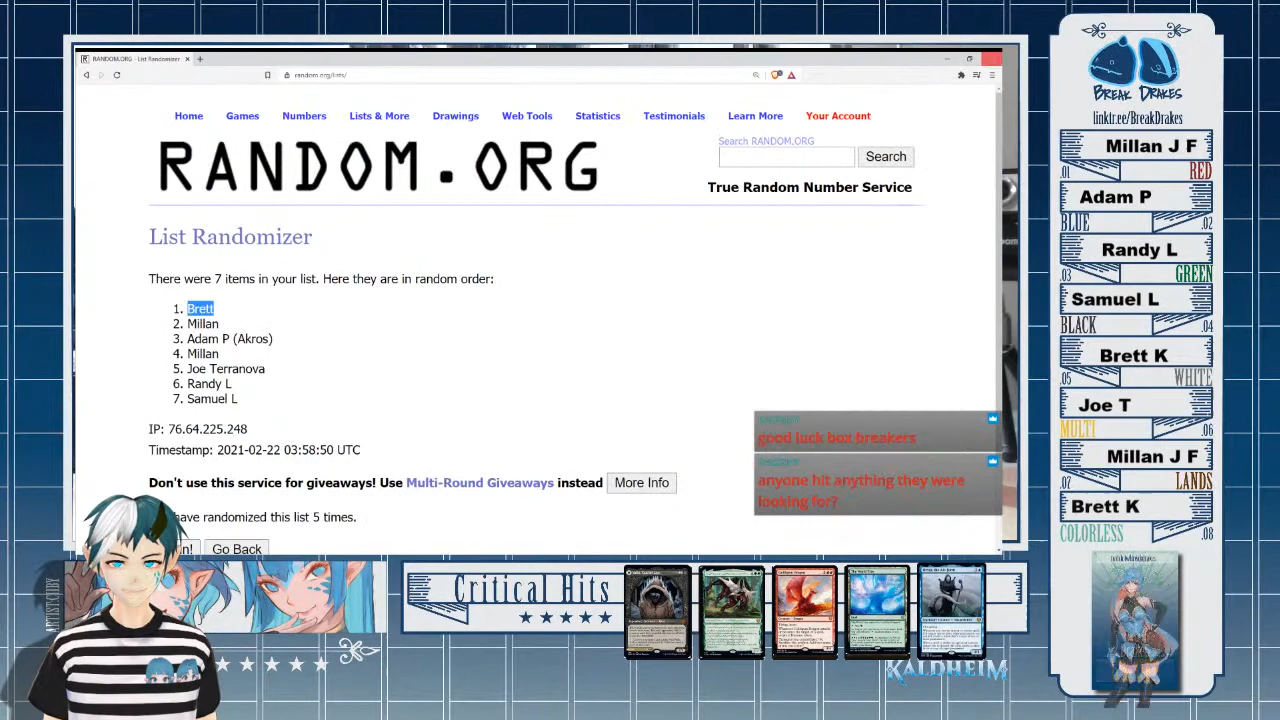 RANDOM.ORG - List Randomizer
random.org/lists/
Home Games Numbers Lists & More Drawings Web Tools Statistics Testimonials Learn More Your Account
RANDOM.ORG
Search RANDOM.ORG
Search
True Random Number Service
List Randomizer
There were 7 items in your list. Here they are in random order:
1. Brett
2. Millan
3. Adam P (Akros)
4. Millan
5. Joe Terranova
6. Randy L
7. Samuel L
IP: 76.64.225.248
Timestamp: 2021-02-22 03:58:50 UTC
Don't use this service for giveaways! Use Multi-Round Giveaways instead More Info
have randomized this list 5 times.
Go Back
good luck box breakers
anyone hit anything they were
looking for?
BREAK DRAKES
linktr.ee/BreakDrakes
Millan J F
.01 RED
Adam P
BLUE .02
Randy L
.03 GREEN
Samuel L
BLACK .04
Brett K
.05 WHITE
Joe T
MULTI .06
Millan J F
.07 LANDS
Brett K
COLORLESS .08
Critical Hits
KALDHEIM